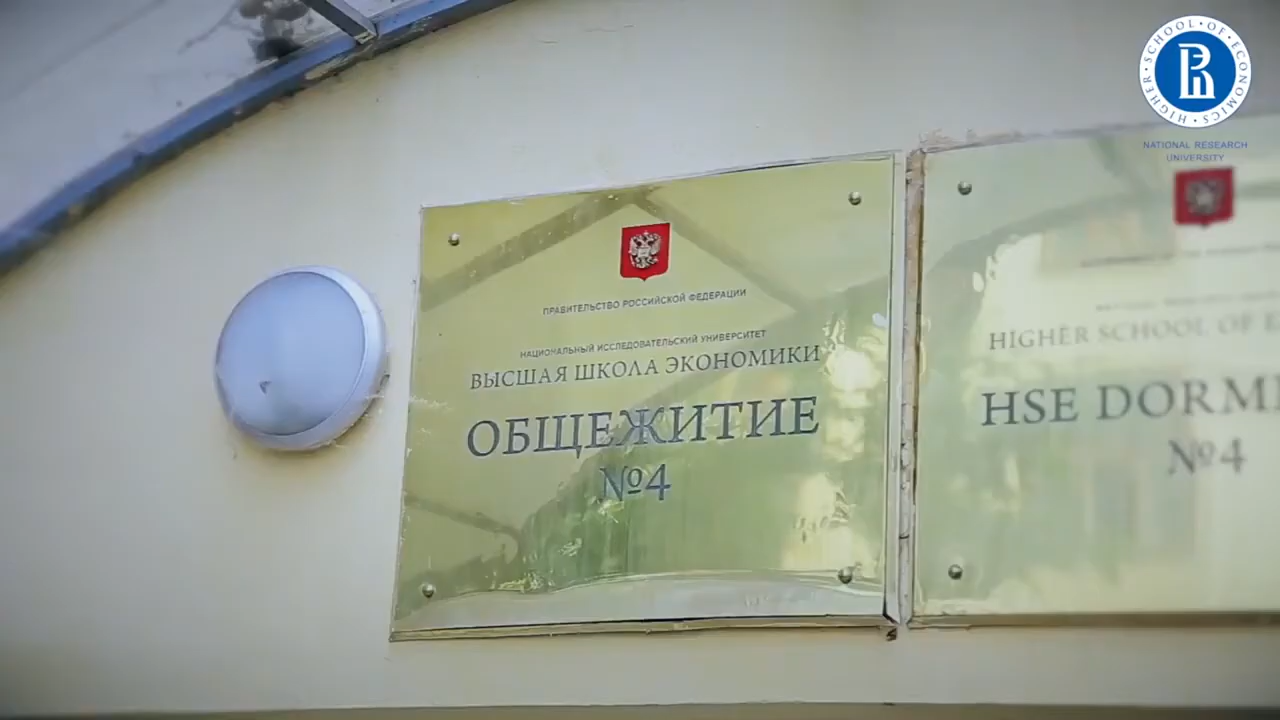 ПРАВИТЕЛЬСТВО РОССИЙСКОЙ ФЕДЕРАЦИИ
НАЦИОНАЛЬНЫЙ ИССЛЕДОВАТЕЛЬСКИЙ УНИВЕРСИТЕТ
ВЫСШАЯ ШКОЛА ЭКОНОМИКИ
ОБЩЕЖИТИЕ
№4
HIGHER SCHOOL OF
HSE
№4
HIGHER · SCHOOL · OF · ECONOMICS
NATIONAL RESEARCH
UNIVERSITY